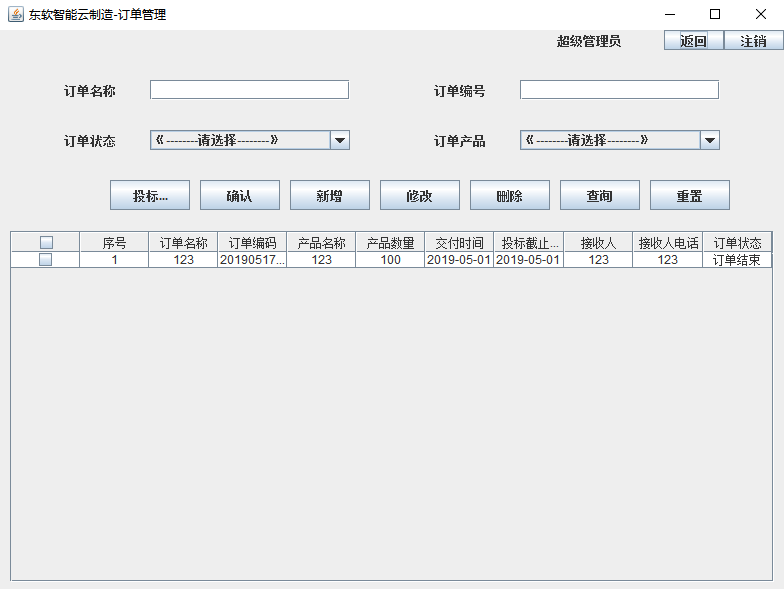 东软智能云制造-订单管理
超级管理员 返回 注销
订单名称 订单编号
订单状态 《 --------请选择--------》 订单产品 《 --------请选择--------》
投标... 确认 新增 修改 删除 查询 重置
序号 订单名称 订单编码 产品名称 产品数量 交付时间 投标截止... 接收人 接收人电话 订单状态
1 123 20190517... 123 100 2019-05-01 2019-05-01 123 123 订单结束